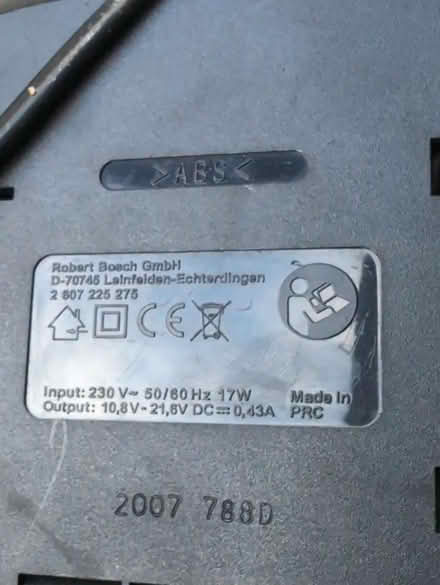 >ABS<
Robert Bosch GmbH
D-70745 Leinfelden-Echterdingen
2 607 225 275
CE
Input: 230 V~ 50/60 Hz 17W
Output: 10,8V-21,6V DC⎓0,43A
Made in
PRC
2007 788D